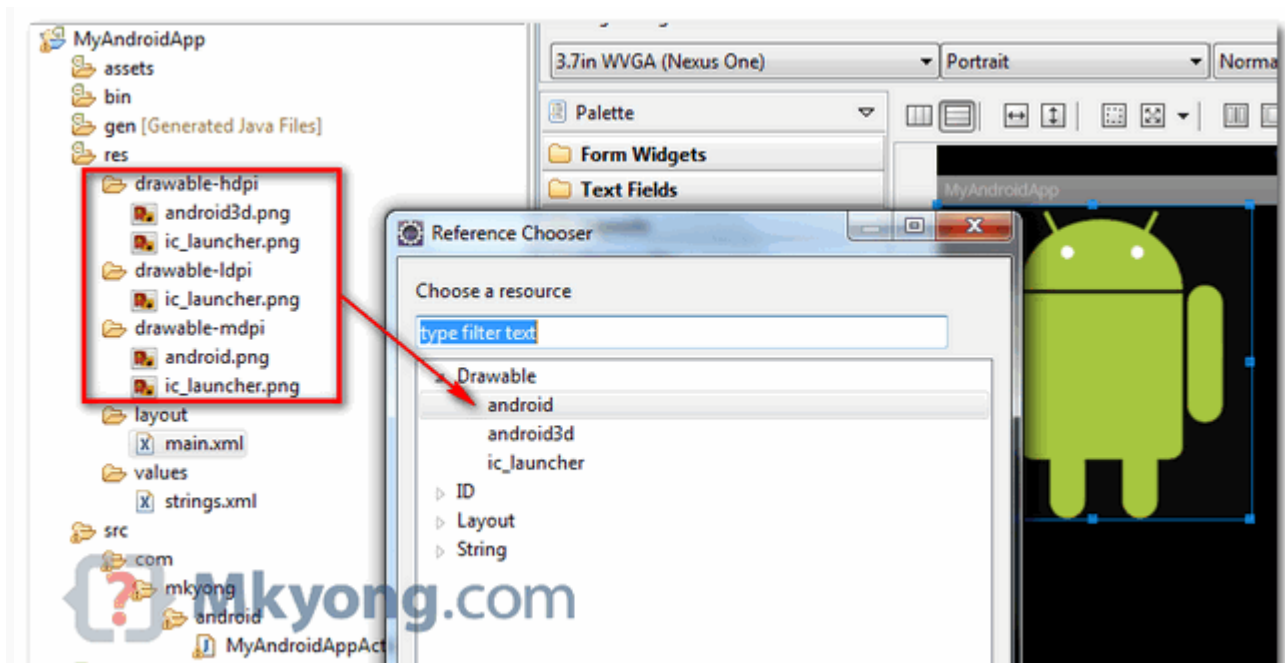 MyAndroidApp
assets
bin
gen [Generated Java Files]
res
drawable-hdpi
android3d.png
ic_launcher.png
drawable-ldpi
ic_launcher.png
drawable-mdpi
android.png
ic_launcher.png
layout
main.xml
values
strings.xml
src
com
mkyong
android
MyAndroidAppAct
3.7in WVGA (Nexus One)
Portrait
Norma
Palette
Form Widgets
Text Fields
MyAndroidApp
Reference Chooser
Choose a resource
type filter text
Drawable
android
android3d
ic_launcher
ID
Layout
String
Mkyong.com